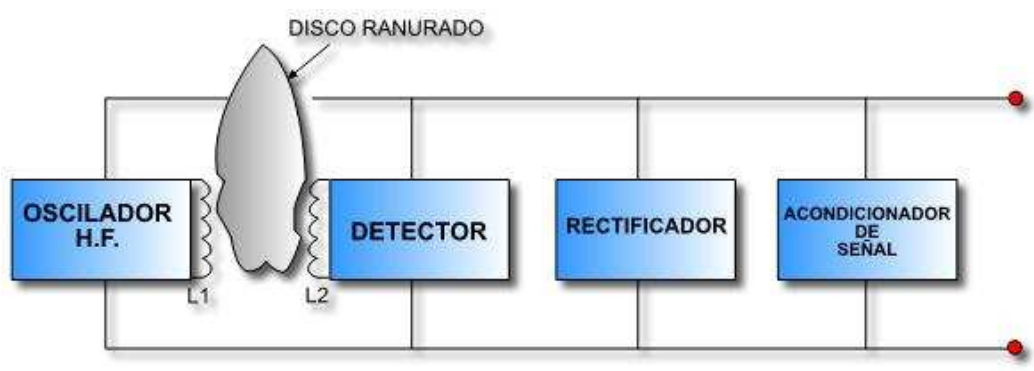 DISCO RANURADO
OSCILADOR
H.F.
L1
L2
DETECTOR
RECTIFICADOR
ACONDICIONADOR
DE
SEÑAL